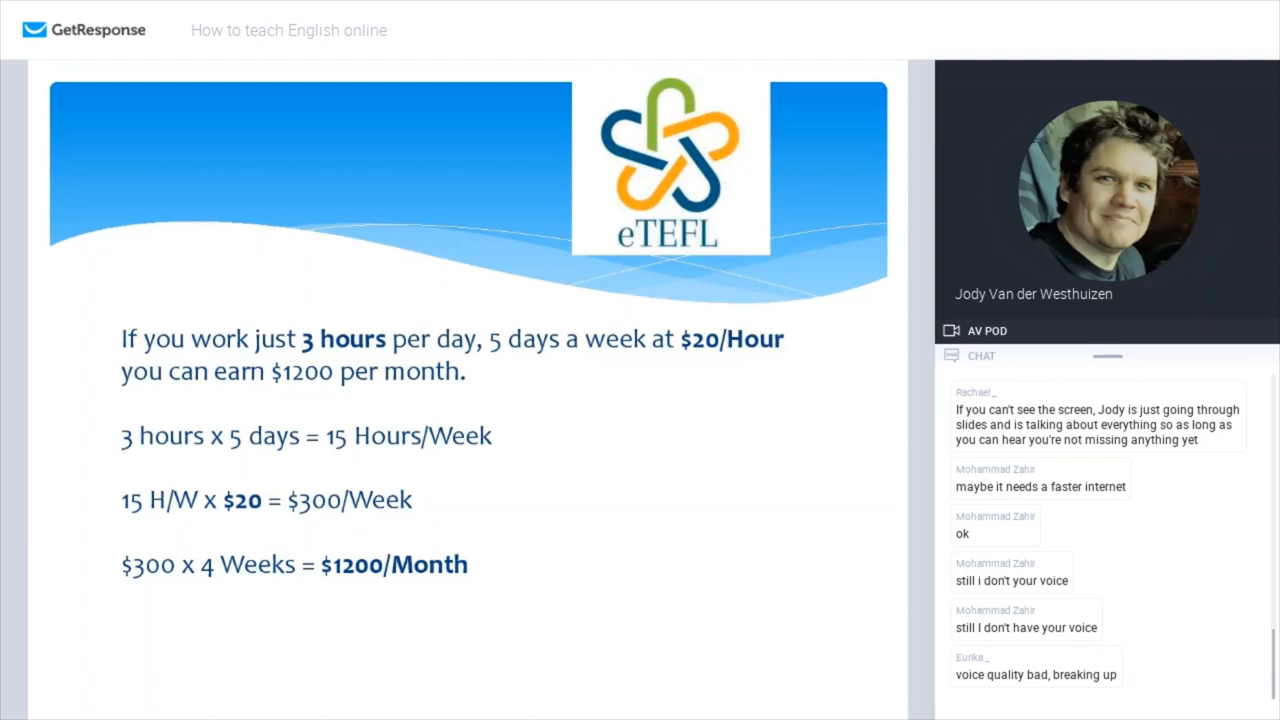 GetResponse
How to teach English online
eTEFL
If you work just 3 hours per day, 5 days a week at $20/Hour
you can earn $1200 per month.
3 hours x 5 days = 15 Hours/Week
15 H/W x $20 = $300/Week
$300 x 4 Weeks = $1200/Month
Jody Van der Westhuizen
AV POD
CHAT
Rachael_
If you can't see the screen, Jody is just going through
slides and is talking about everything so as long as
you can hear you're not missing anything yet
Mohammad Zahir
maybe it needs a faster internet
Mohammad Zahir
ok
Mohammad Zahir
still i don't your voice
Mohammad Zahir
still I don't have your voice
Eurika_
voice quality bad, breaking up